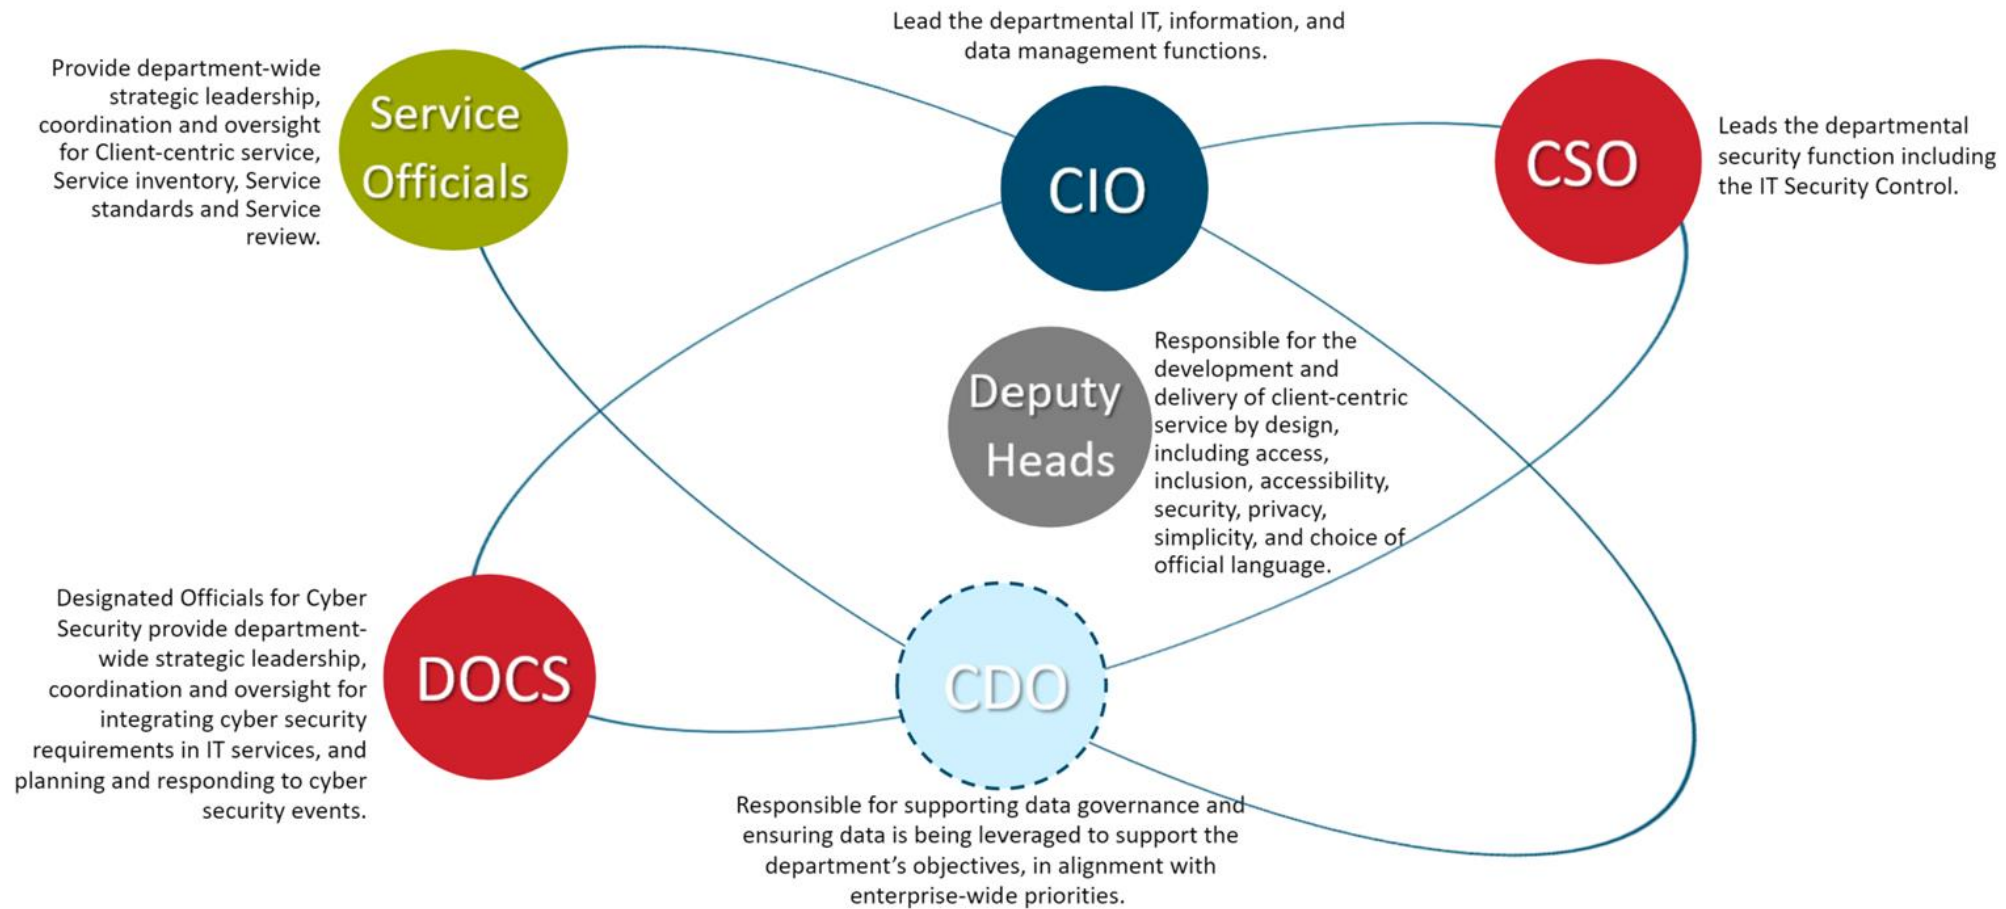 Lead the departmental IT, information, and
data management functions.
Provide department-wide
strategic leadership,
coordination and oversight
for Client-centric service,
Service inventory, Service
standards and Service
review.
Service
Officials
CIO
CSO
Leads the departmental
security function including
the IT Security Control.
Deputy
Heads
Responsible for the
development and
delivery of client-centric
service by design,
including access,
inclusion, accessibility,
security, privacy,
simplicity, and choice of
official language.
Designated Officials for Cyber
Security provide department-
wide strategic leadership,
coordination and oversight for
integrating cyber security
requirements in IT services, and
planning and responding to cyber
security events.
DOCS
CDO
Responsible for supporting data governance and
ensuring data is being leveraged to support the
department’s objectives, in alignment with
enterprise-wide priorities.